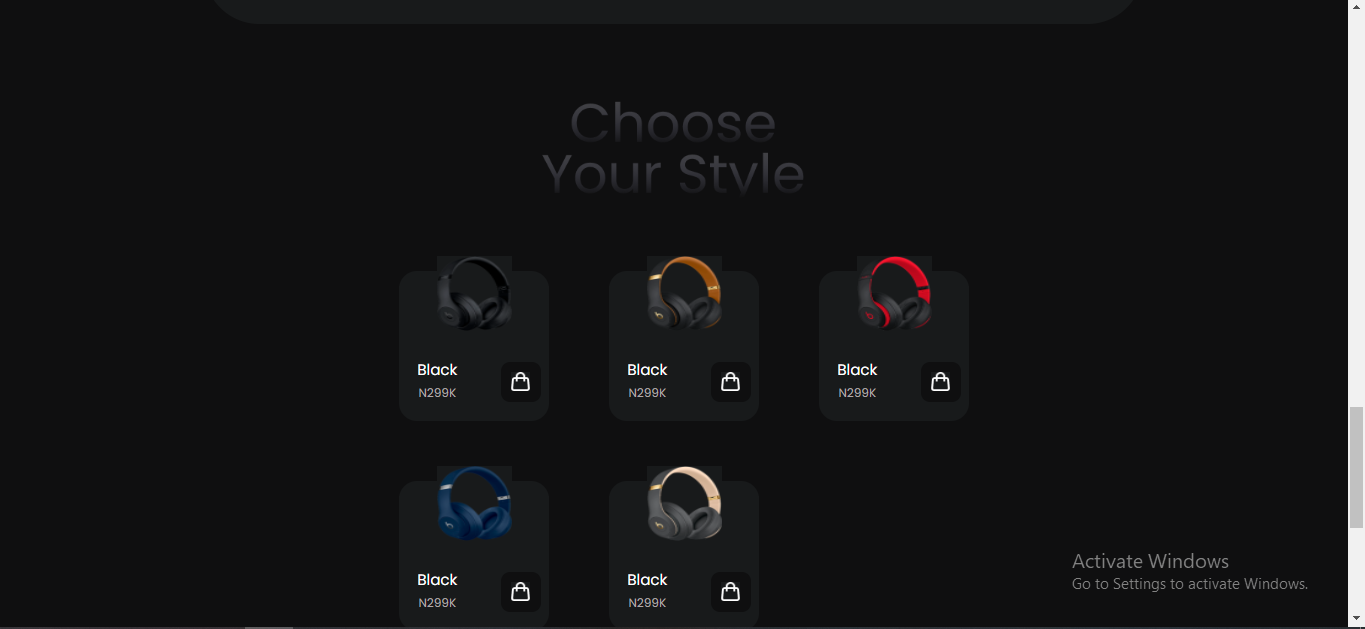 Choose
Your Style
Black
N299K
Black
N299K
Black
N299K
Black
N299K
Black
N299K
Activate Windows
Go to Settings to activate Windows.